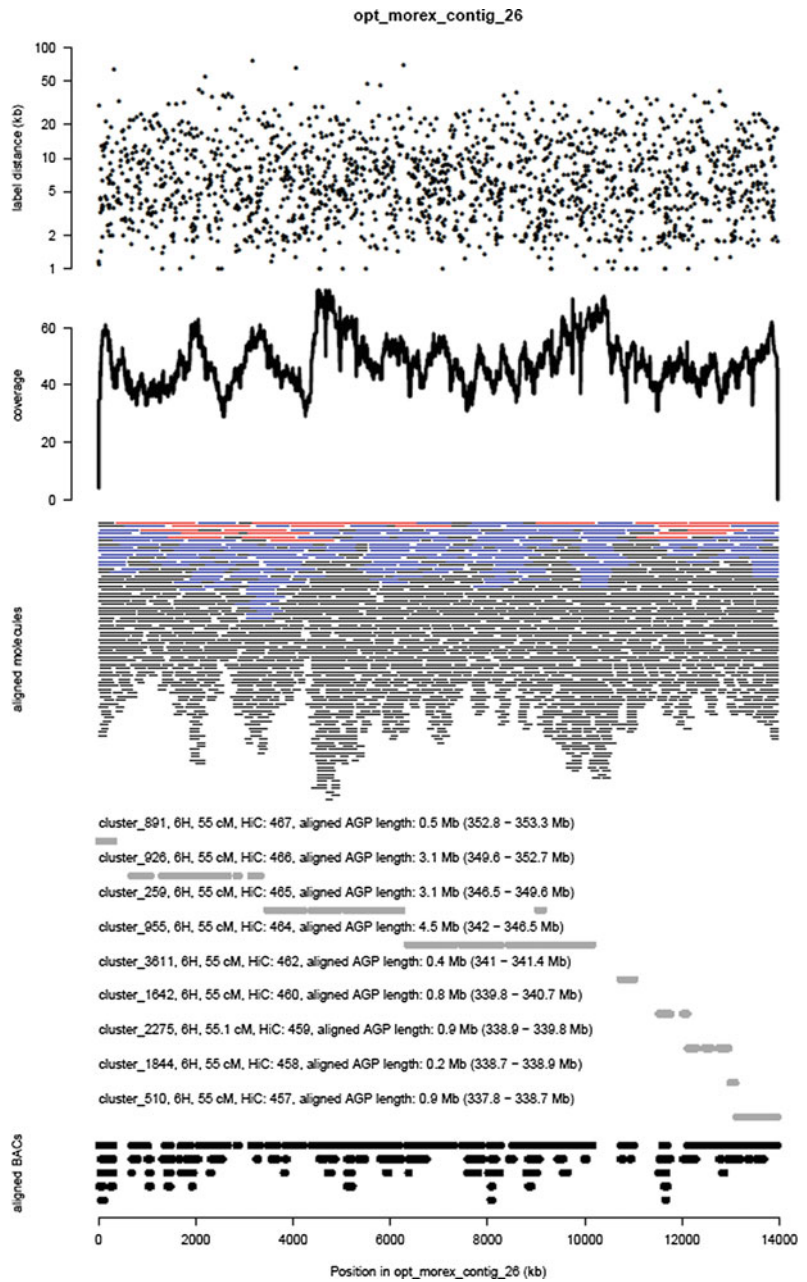 opt_morex_contig_26
label distance (kb)
100
50
20
10
5
2
1
coverage
60
40
20
0
aligned molecules
cluster_891, 6H, 55 cM, HiC: 467, aligned AGP length: 0.5 Mb (352.8 − 353.3 Mb)
cluster_926, 6H, 55 cM, HiC: 466, aligned AGP length: 3.1 Mb (349.6 − 352.7 Mb)
cluster_259, 6H, 55 cM, HiC: 465, aligned AGP length: 3.1 Mb (346.5 − 349.6 Mb)
cluster_955, 6H, 55 cM, HiC: 464, aligned AGP length: 4.5 Mb (342 − 346.5 Mb)
cluster_3611, 6H, 55 cM, HiC: 462, aligned AGP length: 0.4 Mb (341 − 341.4 Mb)
cluster_1642, 6H, 55 cM, HiC: 460, aligned AGP length: 0.8 Mb (339.8 − 340.7 Mb)
cluster_2275, 6H, 55.1 cM, HiC: 459, aligned AGP length: 0.9 Mb (338.9 − 339.8 Mb)
cluster_1844, 6H, 55 cM, HiC: 458, aligned AGP length: 0.2 Mb (338.7 − 338.9 Mb)
cluster_510, 6H, 55 cM, HiC: 457, aligned AGP length: 0.9 Mb (337.8 − 338.7 Mb)
aligned BACs
0 2000 4000 6000 8000 10000 12000 14000
Position in opt_morex_contig_26 (kb)